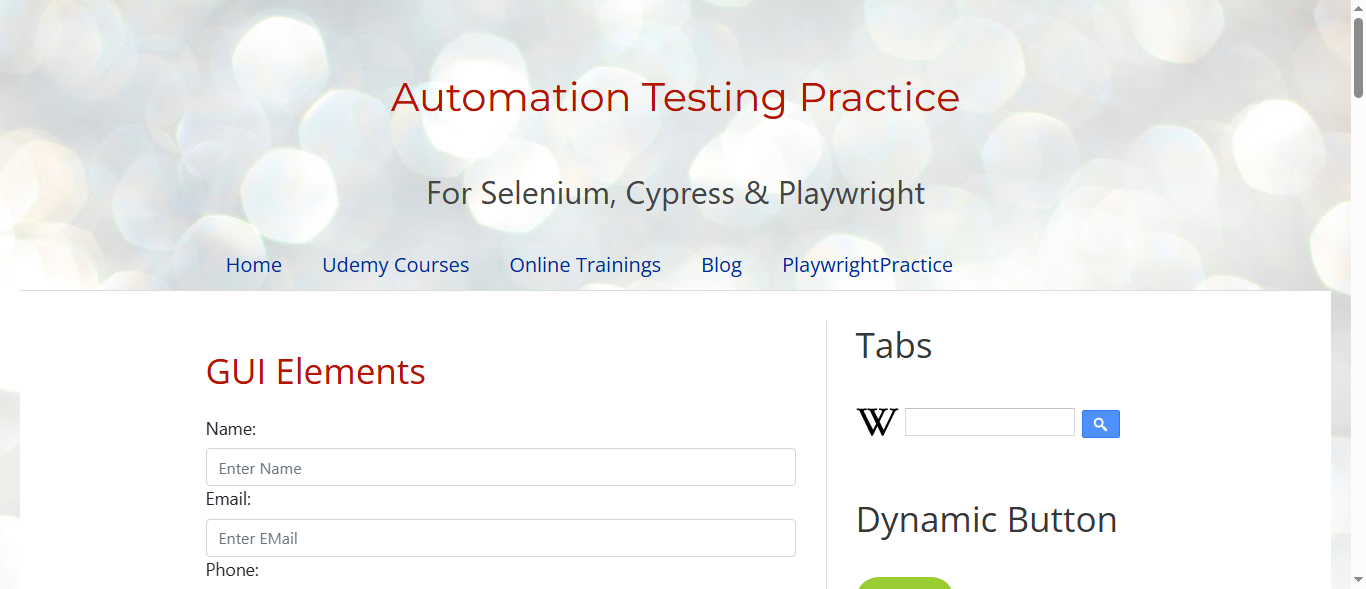 Automation Testing Practice
For Selenium, Cypress & Playwright
Home Udemy Courses Online Trainings Blog PlaywrightPractice
GUI Elements
Name:
Enter Name
Email:
Enter EMail
Phone:
Tabs
W
Dynamic Button